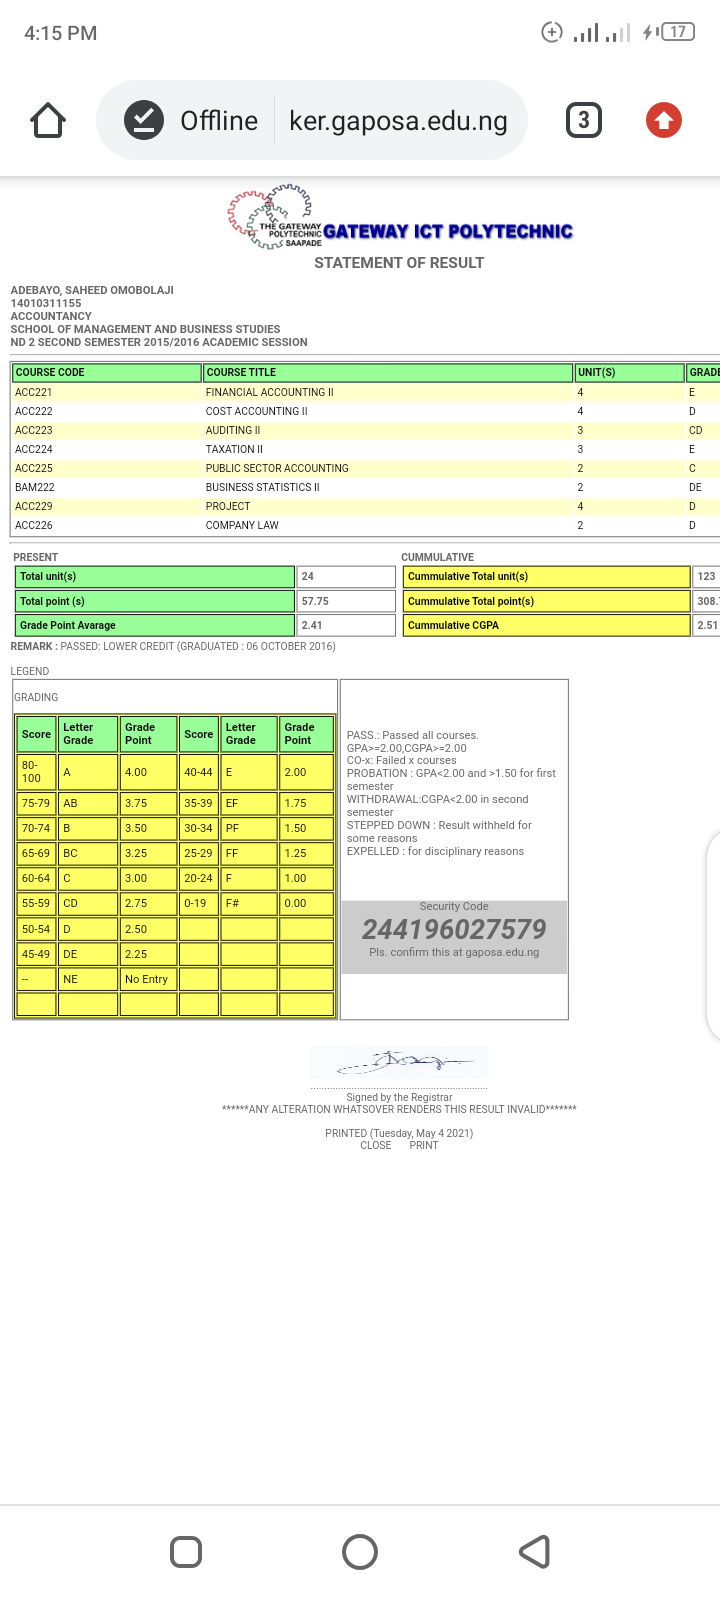 4:15 PM
17
Offline
ker.gaposa.edu.ng
3
THE GATEWAY
POLYTECHNIC
SAAPADE
GATEWAY ICT POLYTECHNIC
STATEMENT OF RESULT
ADEBAYO, SAHEED OMOBOLAJI
14010311155
ACCOUNTANCY
SCHOOL OF MANAGEMENT AND BUSINESS STUDIES
ND 2 SECOND SEMESTER 2015/2016 ACADEMIC SESSION
COURSE CODE COURSE TITLE UNIT(S) GRADE
ACC221 FINANCIAL ACCOUNTING II 4 E
ACC222 COST ACCOUNTING II 4 D
ACC223 AUDITING II 3 CD
ACC224 TAXATION II 3 E
ACC225 PUBLIC SECTOR ACCOUNTING 2 C
BAM222 BUSINESS STATISTICS II 2 DE
ACC229 PROJECT 4 D
ACC226 COMPANY LAW 2 D
PRESENT
Total unit(s) 24
Total point (s) 57.75
Grade Point Avarage 2.41
CUMMULATIVE
Cummulative Total unit(s) 123
Cummulative Total point(s) 308.
Cummulative CGPA 2.51
REMARK : PASSED: LOWER CREDIT (GRADUATED : 06 OCTOBER 2016)
LEGEND
GRADING
Score Letter Grade Grade Point Score Letter Grade Grade Point
80-100 A 4.00 40-44 E 2.00
75-79 AB 3.75 35-39 EF 1.75
70-74 B 3.50 30-34 PF 1.50
65-69 BC 3.25 25-29 FF 1.25
60-64 C 3.00 20-24 F 1.00
55-59 CD 2.75 0-19 F# 0.00
50-54 D 2.50
45-49 DE 2.25
-- NE No Entry
PASS.: Passed all courses.
GPA>=2.00,CGPA>=2.00
CO-x: Failed x courses
PROBATION : GPA<2.00 and >1.50 for first
semester
WITHDRAWAL:CGPA<2.00 in second
semester
STEPPED DOWN : Result withheld for
some reasons
EXPELLED : for disciplinary reasons
Security Code
244196027579
Pls. confirm this at gaposa.edu.ng
Signed by the Registrar
******ANY ALTERATION WHATSOVER RENDERS THIS RESULT INVALID*******
PRINTED (Tuesday, May 4 2021)
CLOSE PRINT